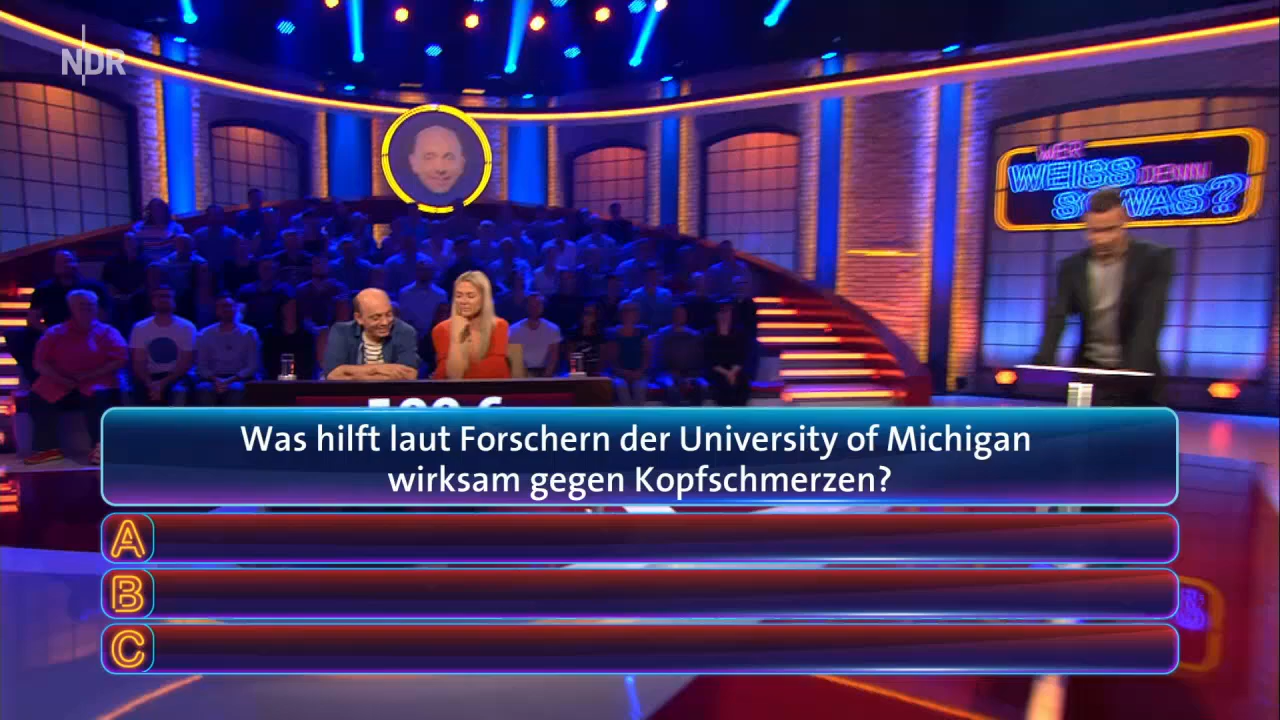 NDR
WER
WEISS DENN
SOWAS?
Was hilft laut Forschern der University of Michigan
wirksam gegen Kopfschmerzen?
A
B
C